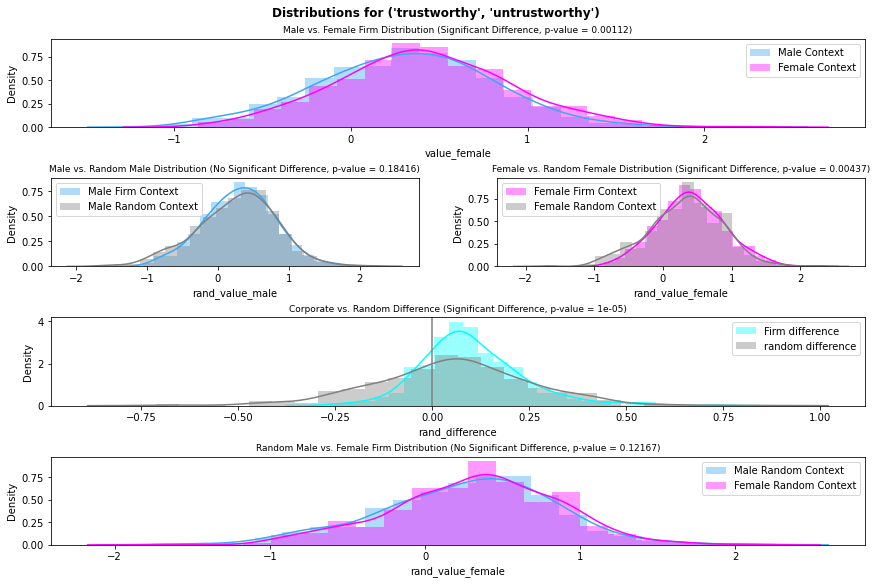 Distributions for ('trustworthy', 'untrustworthy')
Male vs. Female Firm Distribution (Significant Difference, p-value = 0.00112)
Density
0.75
0.50
0.25
0.00
Male Context
Female Context
−1
0
1
2
value_female
Male vs. Random Male Distribution (No Significant Difference, p-value = 0.18416)
Density
0.75
0.50
0.25
0.00
Male Firm Context
Male Random Context
−2
−1
0
1
2
rand_value_male
Female vs. Random Female Distribution (Significant Difference, p-value = 0.00437)
Density
0.75
0.50
0.25
0.00
Female Firm Context
Female Random Context
−2
−1
0
1
2
rand_value_female
Corporate vs. Random Difference (Significant Difference, p-value = 1e-05)
Density
4
2
0
Firm difference
random difference
−0.75
−0.50
−0.25
0.00
0.25
0.50
0.75
1.00
rand_difference
Random Male vs. Female Firm Distribution (No Significant Difference, p-value = 0.12167)
Density
0.75
0.50
0.25
0.00
Male Random Context
Female Random Context
−2
−1
0
1
2
rand_value_female